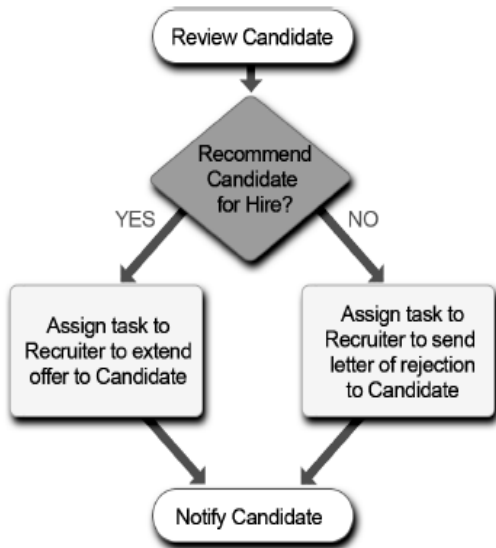 Review Candidate
Recommend
Candidate
for Hire?
YES
NO
Assign task to
Recruiter to extend
offer to Candidate
Assign task to
Recruiter to send
letter of rejection
to Candidate
Notify Candidate